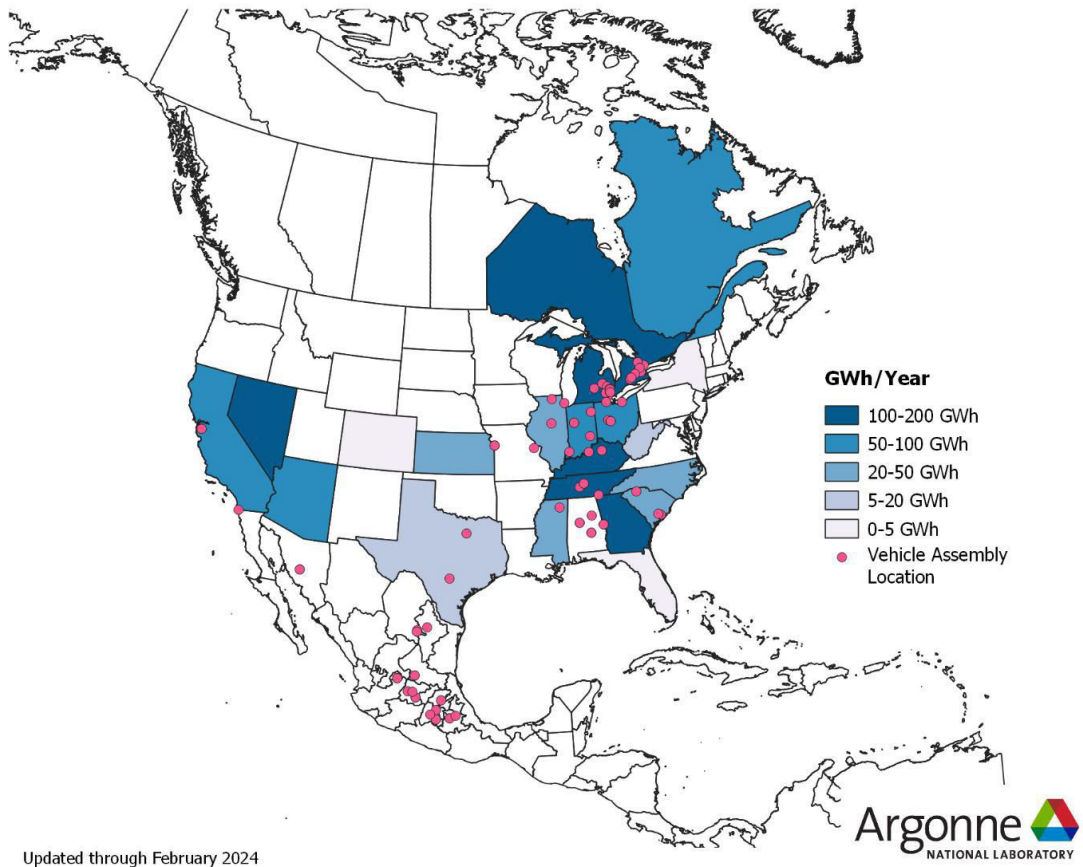 GWh/Year
100-200 GWh
50-100 GWh
20-50 GWh
5-20 GWh
0-5 GWh
Vehicle Assembly
Location
Argonne
NATIONAL LABORATORY
Updated through February 2024